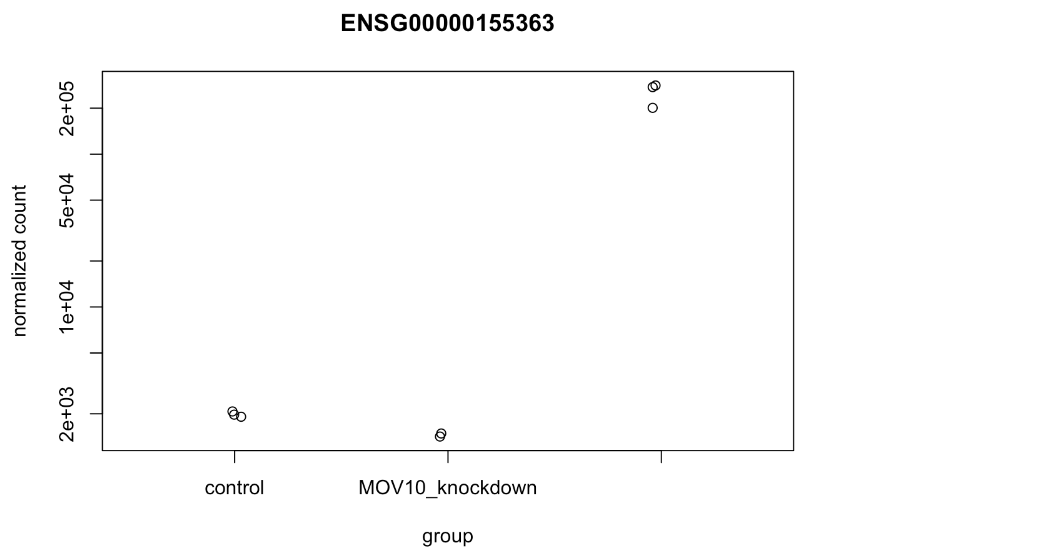 ENSG00000155363
normalized count
2e+05
5e+04
1e+04
2e+03
control
MOV10_knockdown
group